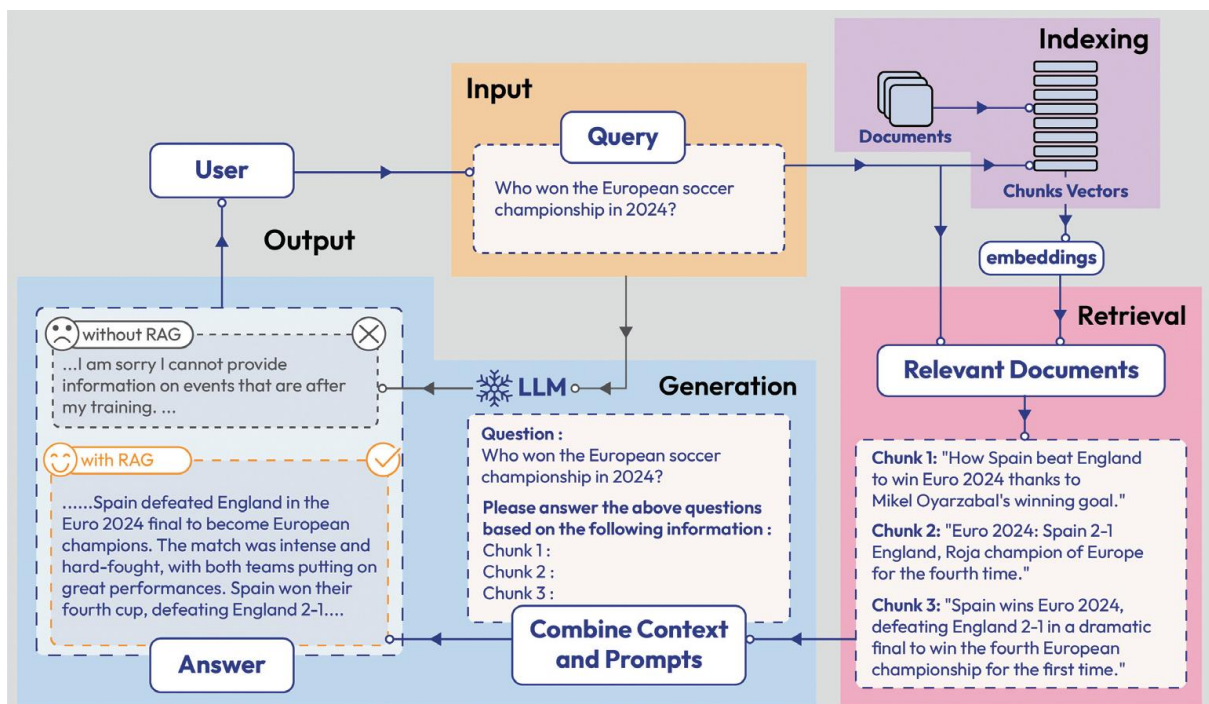 Indexing
Documents
Chunks Vectors
embeddings
Input
Query
Who won the European soccer
championship in 2024?
User
Output
without RAG
...I am sorry I cannot provide
information on events that are after
my training. ...
with RAG
......Spain defeated England in the
Euro 2024 final to become European
champions. The match was intense and
hard-fought, with both teams putting on
great performances. Spain won their
fourth cup, defeating England 2-1....
Answer
Generation
LLM
Question :
Who won the European soccer
championship in 2024?
Please answer the above questions
based on the following information :
Chunk 1 :
Chunk 2 :
Chunk 3 :
Combine Context
and Prompts
Retrieval
Relevant Documents
Chunk 1: "How Spain beat England
to win Euro 2024 thanks to
Mikel Oyarzabal's winning goal."
Chunk 2: "Euro 2024: Spain 2-1
England, Roja champion of Europe
for the fourth time."
Chunk 3: "Spain wins Euro 2024,
defeating England 2-1 in a dramatic
final to win the fourth European
championship for the first time."